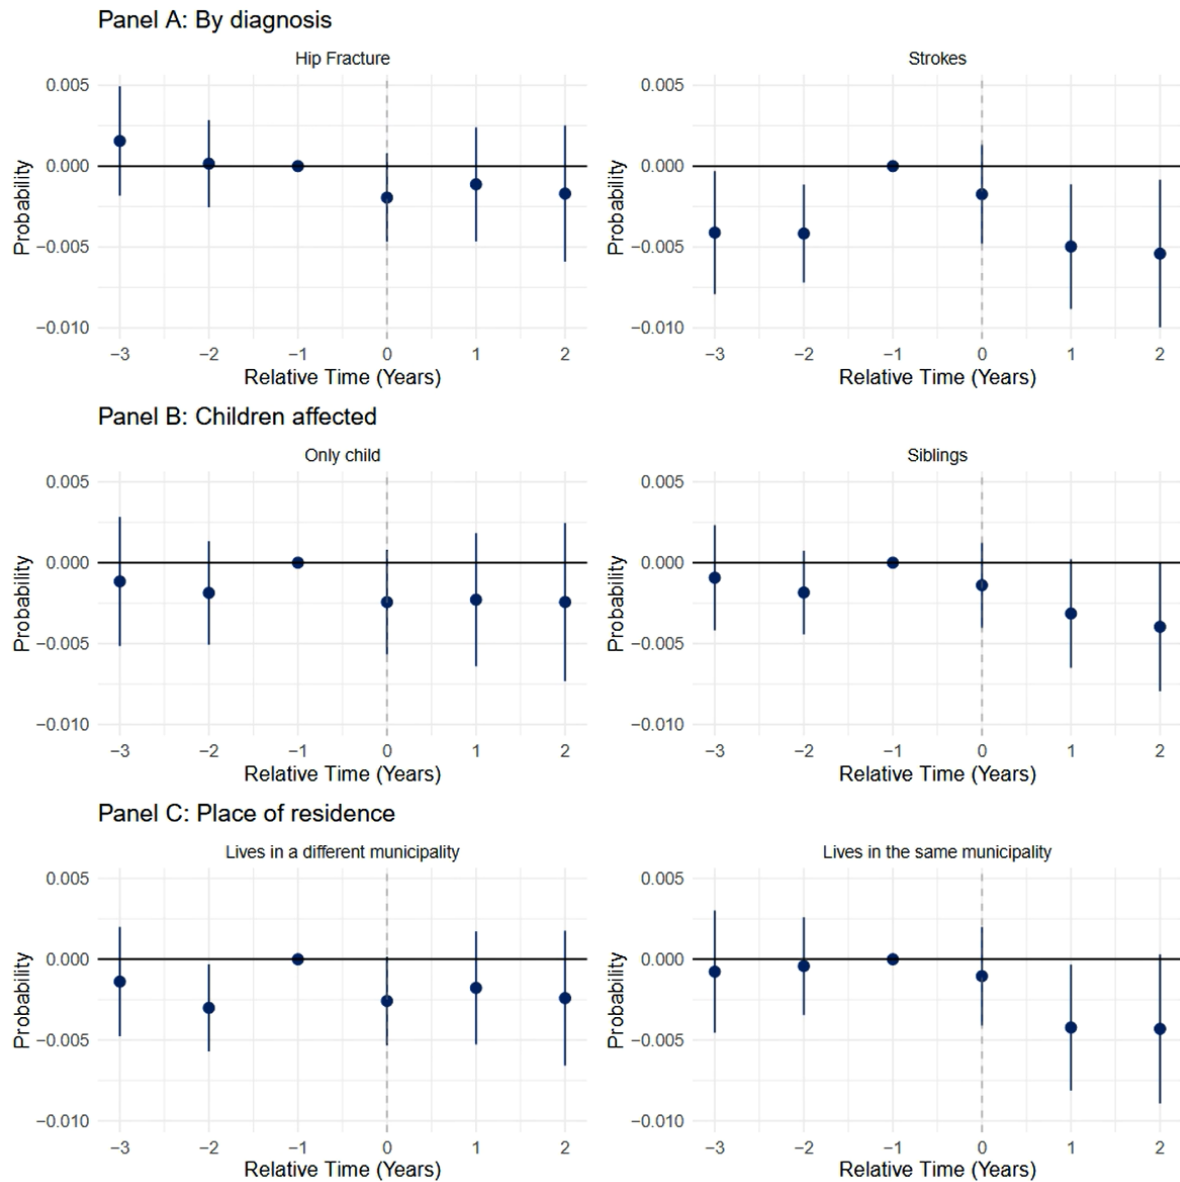 Panel A: By diagnosis
Hip Fracture
Strokes
0.005
0.000
−0.005
−0.010
Probability
−3 −2 −1 0 1 2
Relative Time (Years)
0.005
0.000
−0.005
−0.010
Probability
−3 −2 −1 0 1 2
Relative Time (Years)
Panel B: Children affected
Only child
Siblings
0.005
0.000
−0.005
−0.010
Probability
−3 −2 −1 0 1 2
Relative Time (Years)
0.005
0.000
−0.005
−0.010
Probability
−3 −2 −1 0 1 2
Relative Time (Years)
Panel C: Place of residence
Lives in a different municipality
Lives in the same municipality
0.005
0.000
−0.005
−0.010
Probability
−3 −2 −1 0 1 2
Relative Time (Years)
0.005
0.000
−0.005
−0.010
Probability
−3 −2 −1 0 1 2
Relative Time (Years)